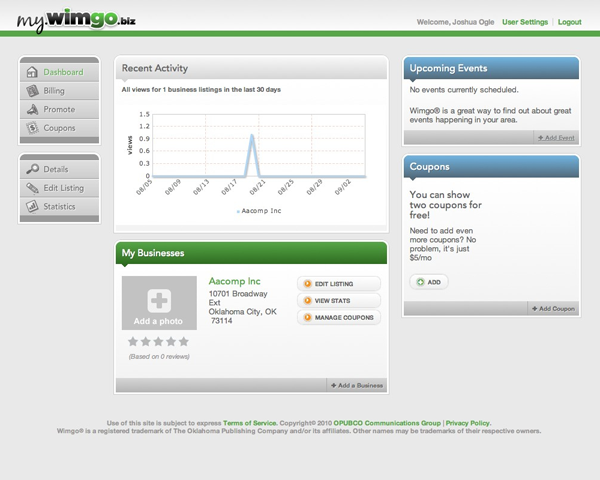 my.wimgo.biz
Welcome, Joshua Ogle User Settings | Logout
Dashboard
Billing
Promote
Coupons
Details
Edit Listing
Statistics
Recent Activity
All views for 1 business listings in the last 30 days
views
1.5
1.2
0.9
0.6
0.3
0
08/05
08/09
08/13
08/17
08/21
08/25
08/29
09/02
Aacomp Inc
My Businesses
Add a photo
(Based on 0 reviews)
Aacomp Inc
10701 Broadway
Ext
Oklahoma City, OK
73114
EDIT LISTING
VIEW STATS
MANAGE COUPONS
+ Add a Business
Upcoming Events
No events currently scheduled.
Wimgo® is a great way to find out about great
events happening in your area.
+ Add Event
Coupons
You can show
two coupons for
free!
Need to add even
more coupons? No
problem, it's just
$5/mo
ADD
+ Add Coupon
Use of this site is subject to express Terms of Service. Copyright© 2010 OPUBCO Communications Group | Privacy Policy.
Wimgo® is a registered trademark of The Oklahoma Publishing Company and/or its affiliates. Other names may be trademarks of their respective owners.